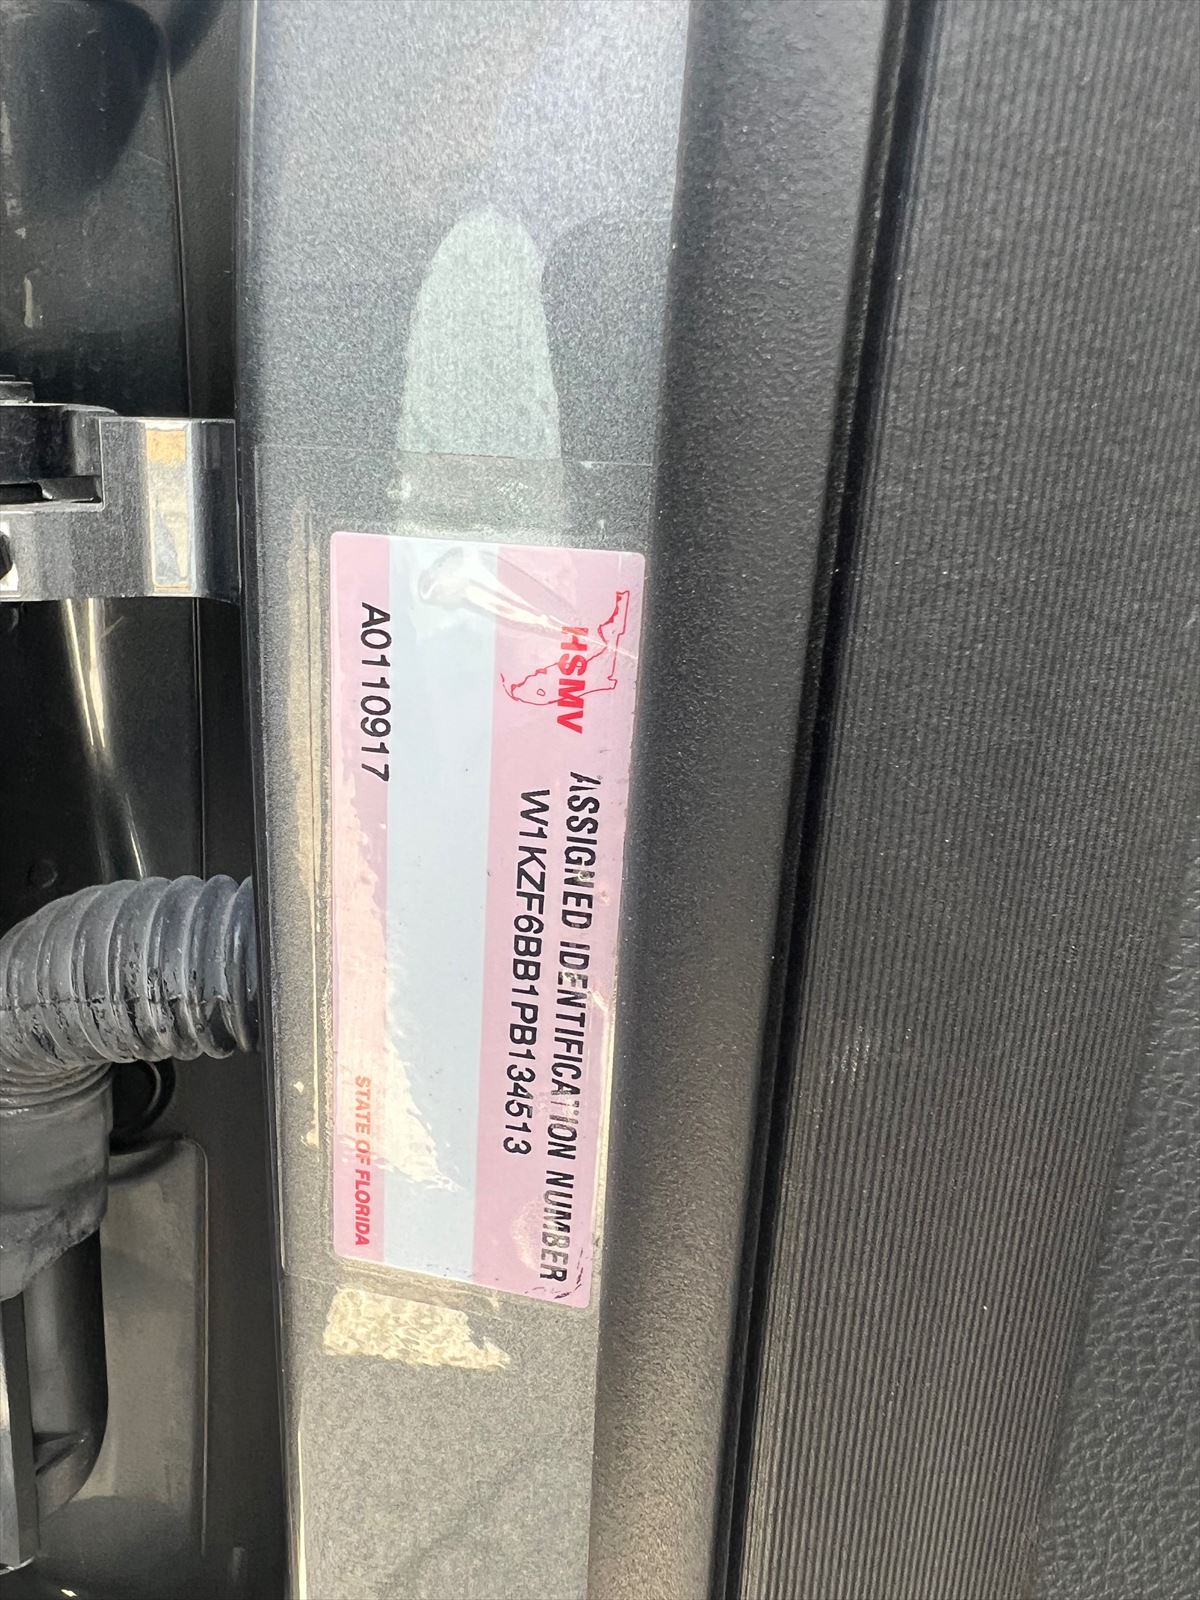 HSMV
ASSIGNED IDENTIFICATION NUMBER
W1KZF6BB1PB134513
A0110917
STATE OF FLORIDA